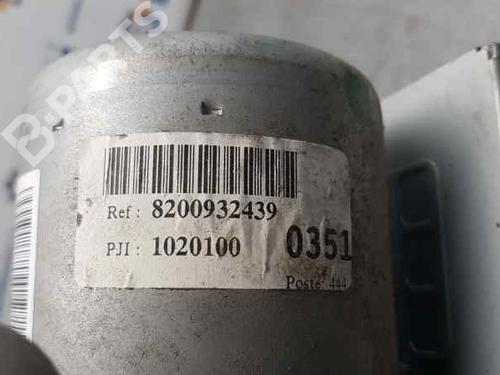 B-PARTS
Ref : 8200932439
PJI : 1020100 0351
Poste: 444